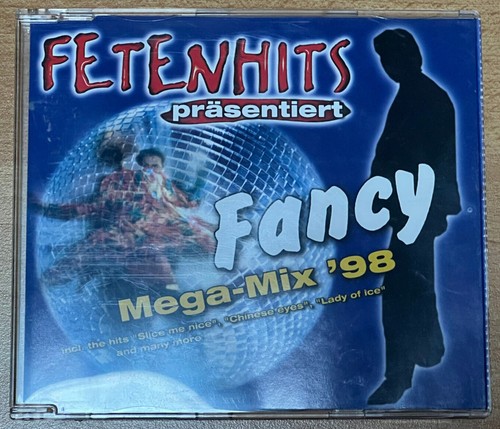 FETENHITS
präsentiert
Fancy
Mega-Mix '98
incl. the hits "Slice me nice", "Chinese eyes", "Lady of ice"
and many more